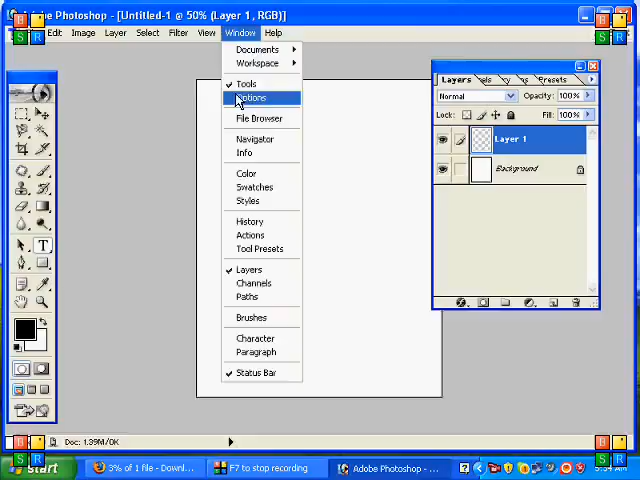 Adobe Photoshop - [Untitled-1 @ 50% (Layer 1, RGB)]
Edit Image Layer Select Filter View Window Help
Documents
Workspace
Tools
Options
File Browser
Navigator
Info
Color
Swatches
Styles
History
Actions
Tool Presets
Layers
Channels
Paths
Brushes
Character
Paragraph
Status Bar
Layers Presets
Normal Opacity: 100%
Lock: Fill: 100%
Layer 1
Background
Doc: 1.39M/0K
start 3% of 1 file - Downl... F7 to stop recording Adobe Photoshop - ...